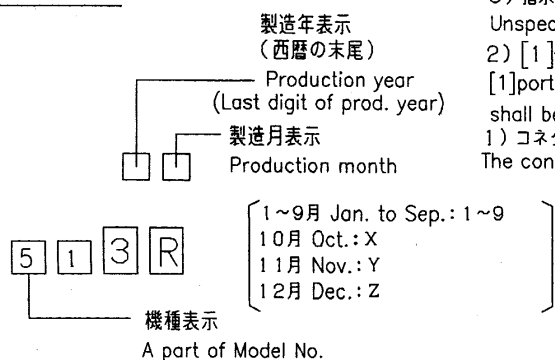 製造年表示
(西暦の末尾)
Production year
(Last digit of prod. year)
製造月表示
Production month
5 1 3 R
1~9月 Jan. to Sep.: 1~9
10月 Oct.: X
11月 Nov.: Y
12月 Dec.: Z
機種表示
A part of Model No.
Unspec
2) [1]
[1]port
shall be
1) コネ
The con